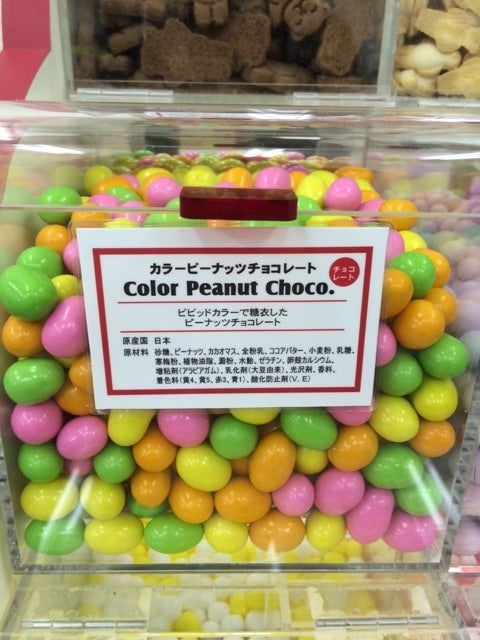 カラーピーナッツチョコレート
Color Peanut Choco.
チョコ
レート
ビビッドカラーで糖衣した
ピーナッツチョコレート
原産国 日本
原材料 砂糖、ピーナッツ、カカオマス、全粉乳、ココアバター、小麦粉、乳糖、
寒梅粉、植物油脂、澱粉、水飴、ゼラチン、卵殻カルシウム、
増粘剤(アラビアガム)、乳化剤(大豆由来)、光沢剤、香料、
着色料(黄4、黄5、赤3、青1)、酸化防止剤(V.E)